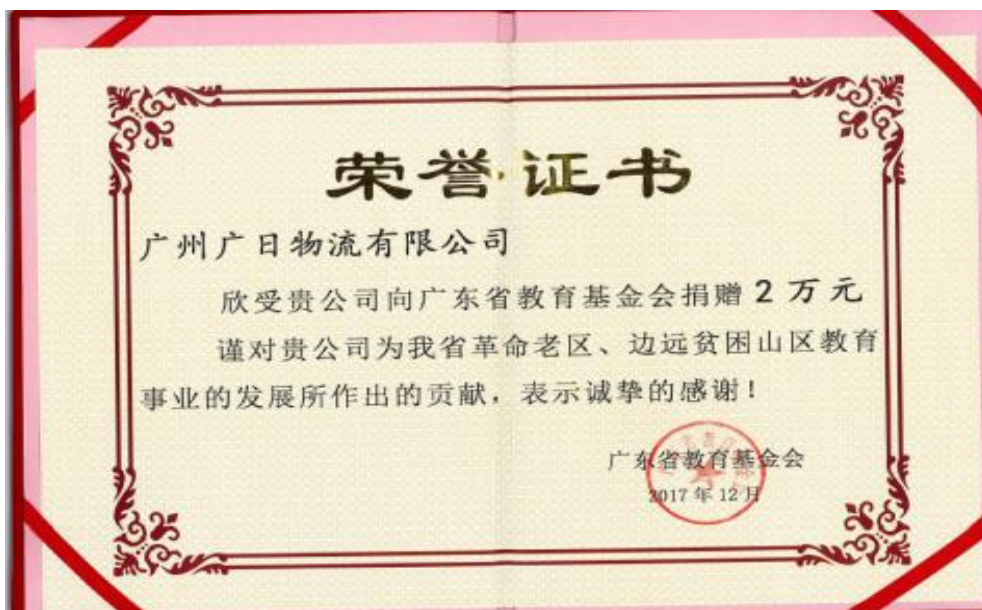 荣誉证书
广州广日物流有限公司
欣受贵公司向广东省教育基金会捐赠2万元
谨对贵公司为我省革命老区、边远贫困山区教育
事业的发展所作出的贡献，表示诚挚的感谢！
广东省教育基金会
2017年12月